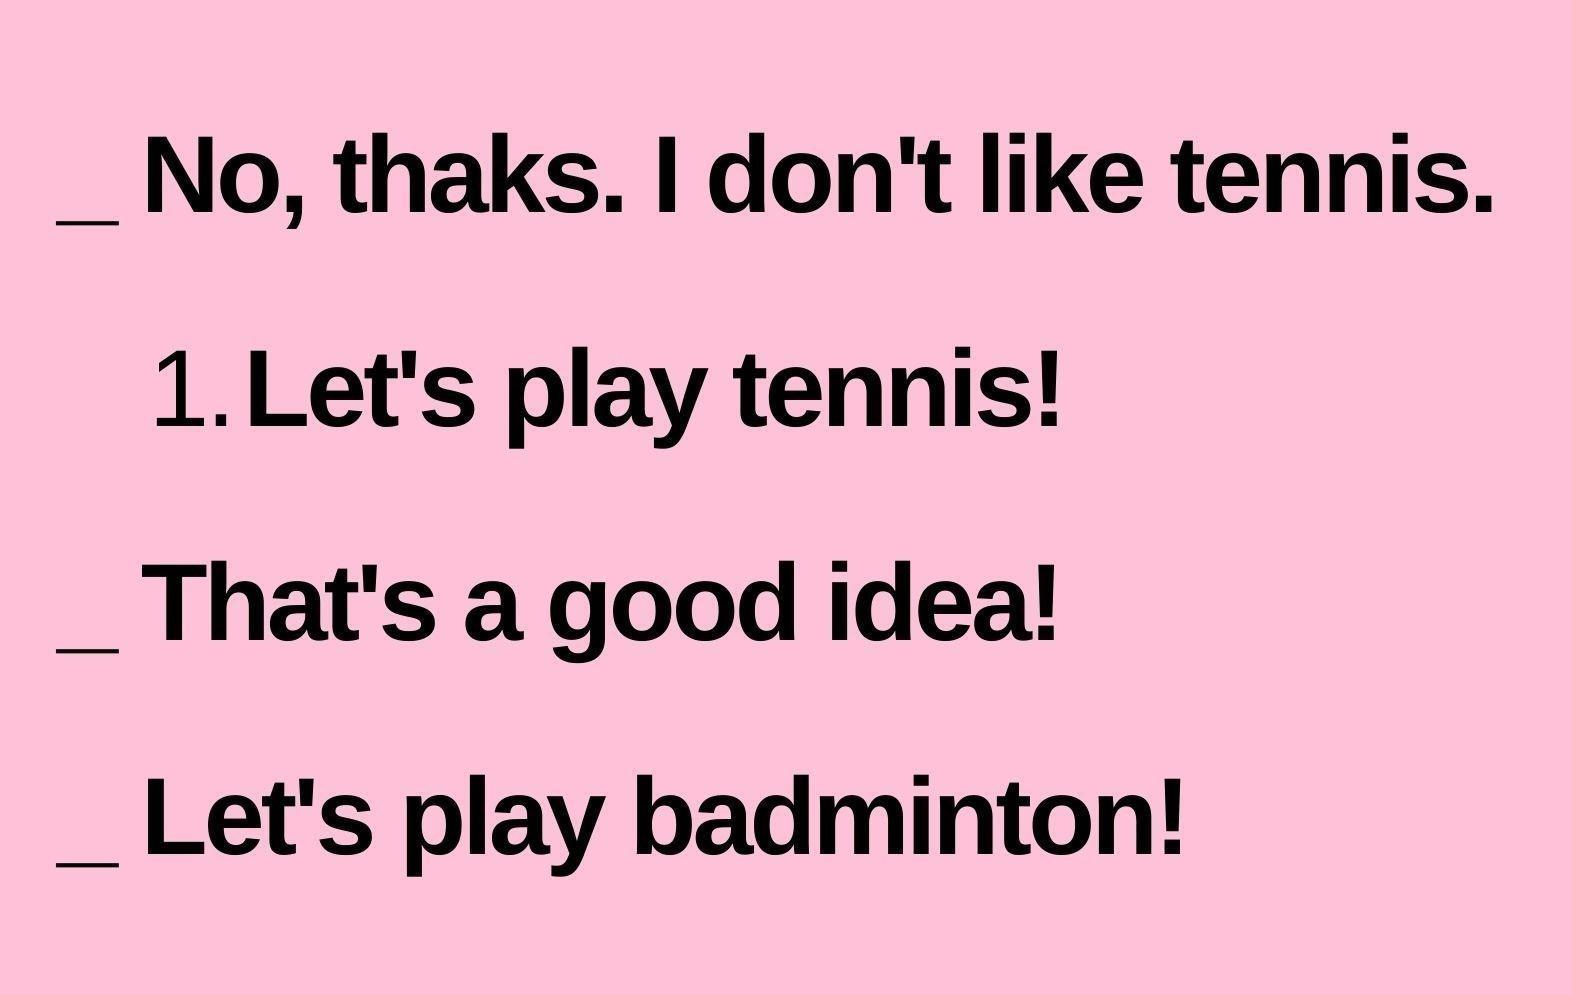 _ No, thaks. I don't like tennis.
1. Let's play tennis!
_ That's a good idea!
_ Let's play badminton!